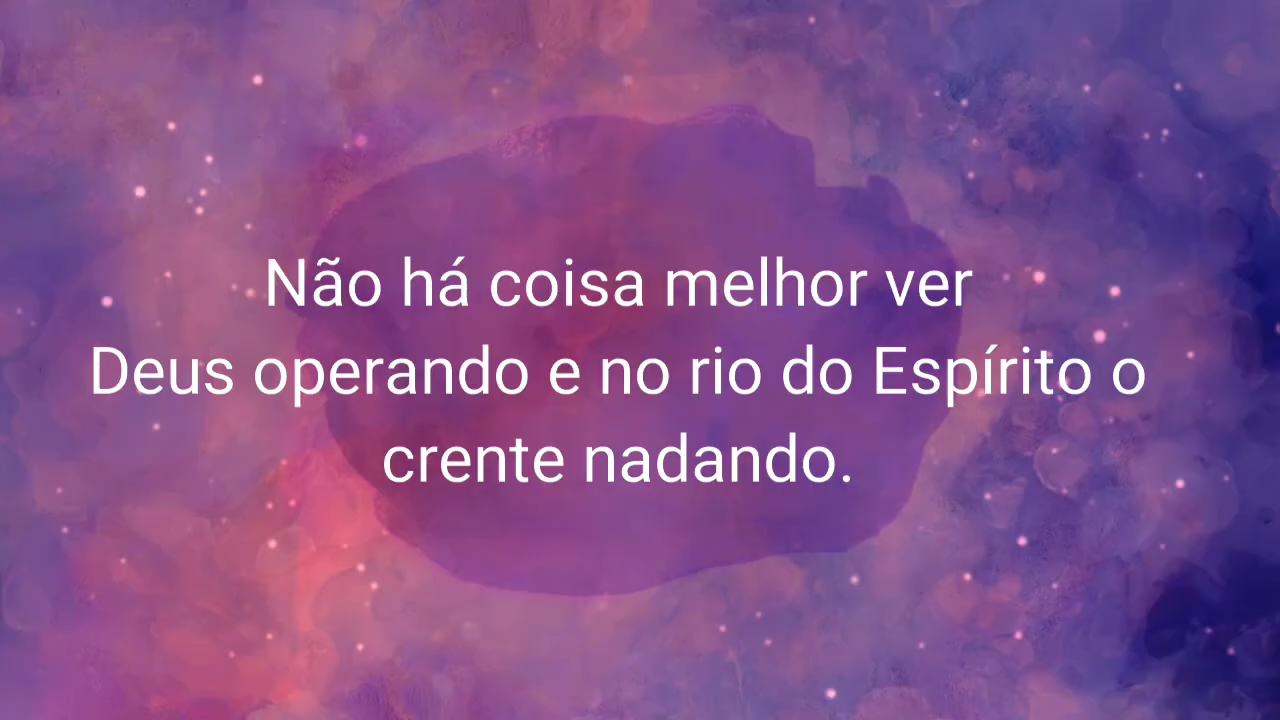 Não há coisa melhor ver
Deus operando e no rio do Espírito o
crente nadando.